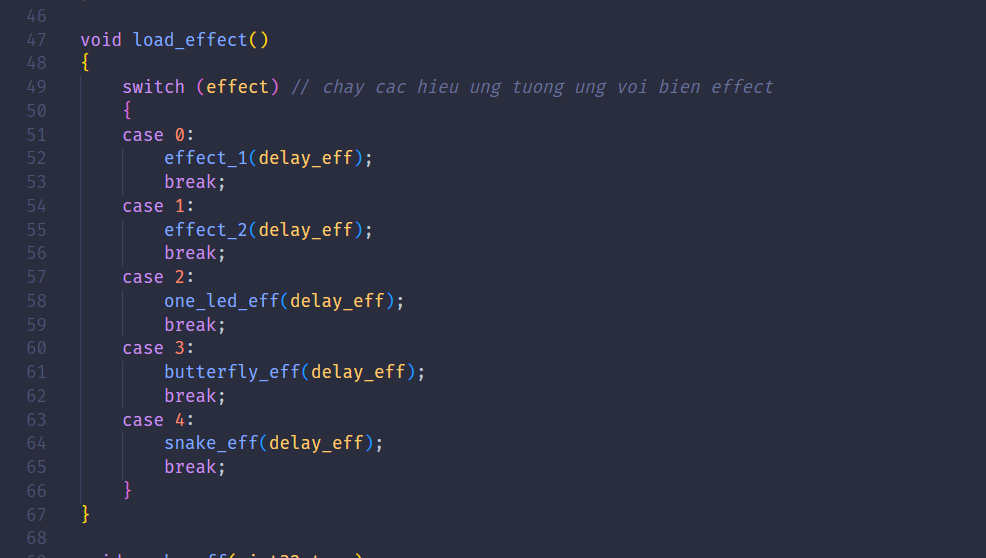 46
47 void load_effect()
48 {
49 switch (effect) // chay cac hieu ung tuong ung voi bien effect
50 {
51 case 0:
52 effect_1(delay_eff);
53 break;
54 case 1:
55 effect_2(delay_eff);
56 break;
57 case 2:
58 one_led_eff(delay_eff);
59 break;
60 case 3:
61 butterfly_eff(delay_eff);
62 break;
63 case 4:
64 snake_eff(delay_eff);
65 break;
66 }
67 }
68